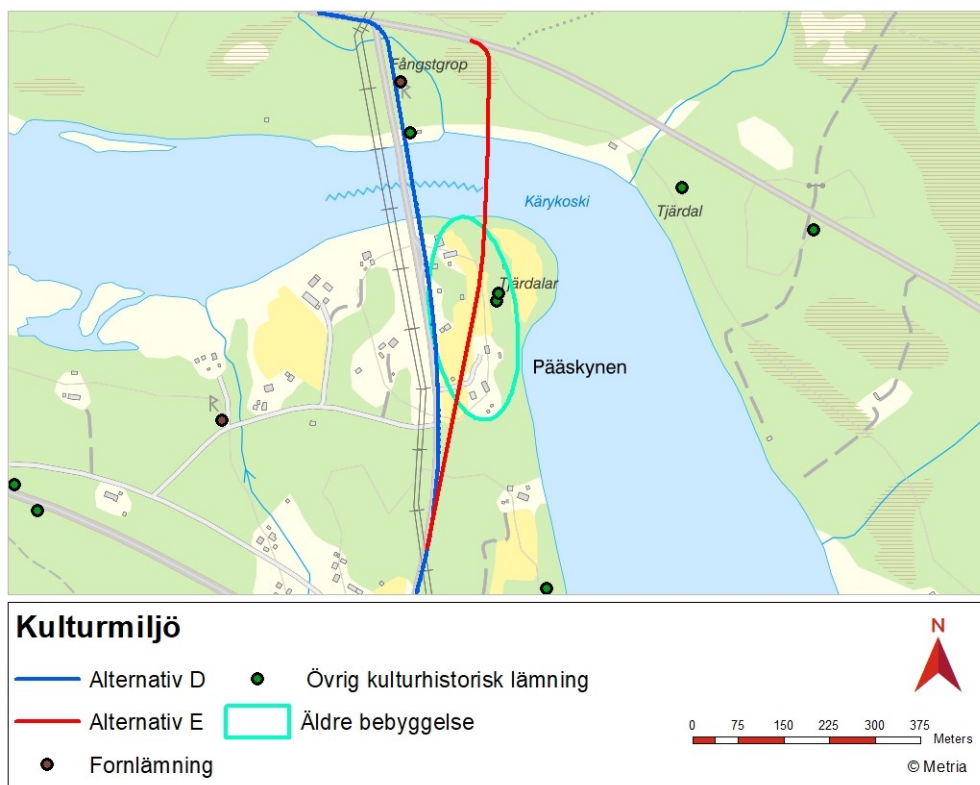 Fångstgrop
R
Kärykoski
Tjärdal
Tjärdalar
Pääskynen
R
Kulturmiljö
Alternativ D
Övrig kulturhistorisk lämning
Alternativ E
Äldre bebyggelse
Fornlämning
N
0 75 150 225 300 375
Meters
© Metria